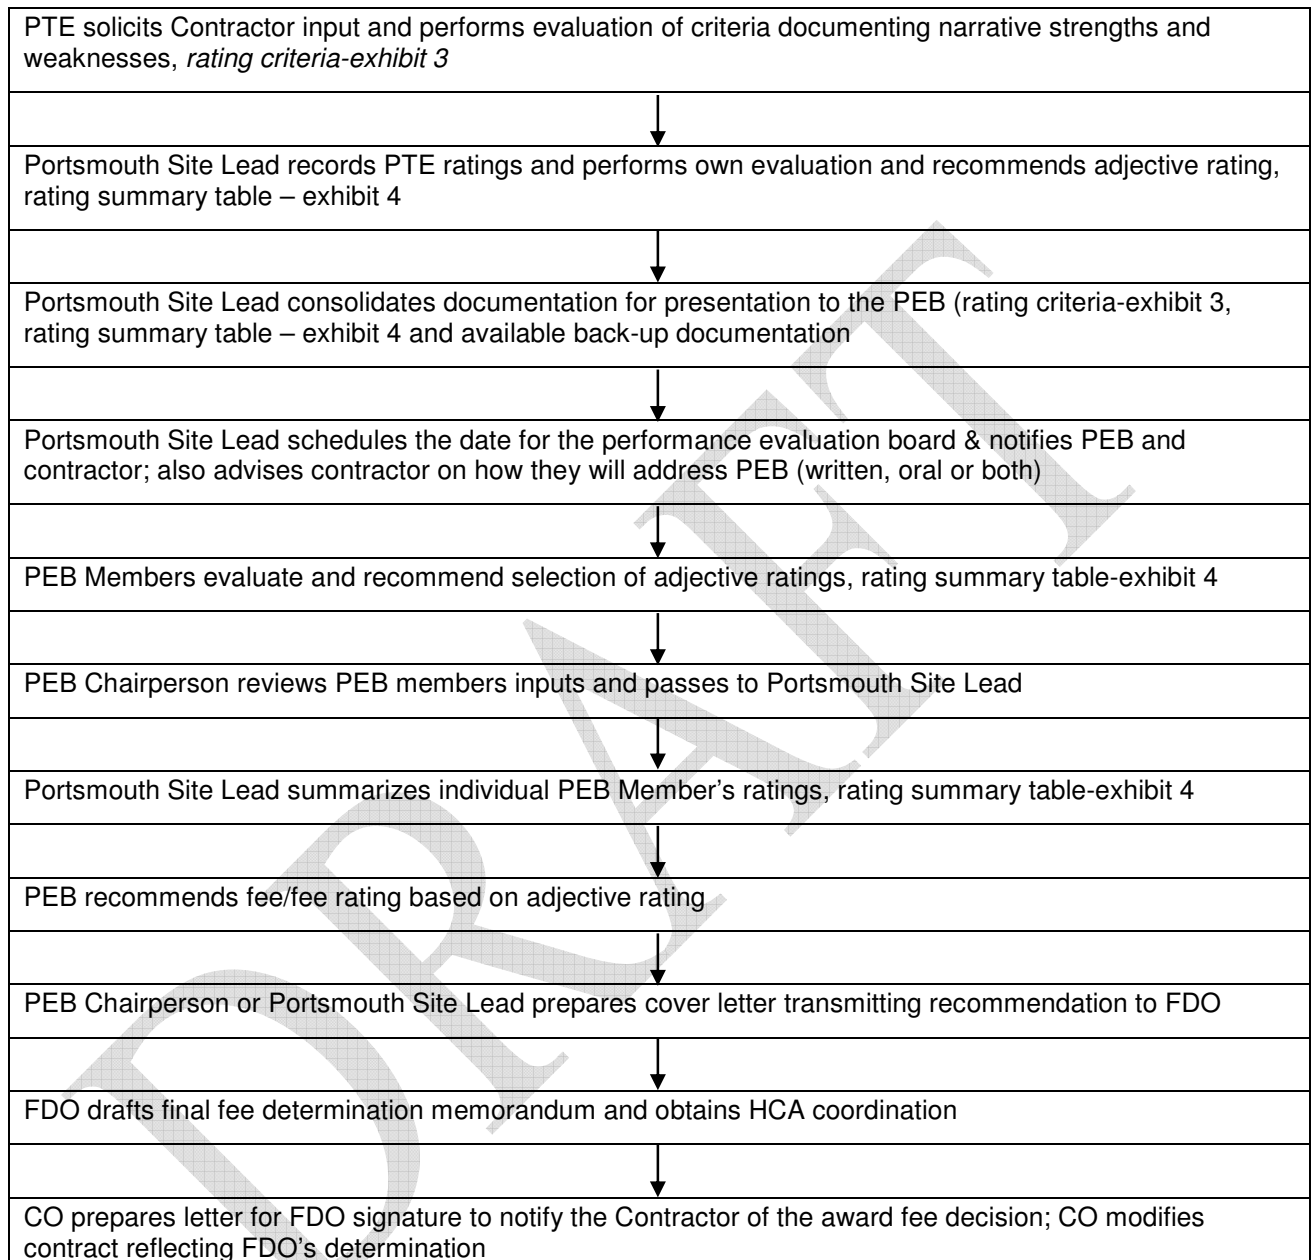 PTE solicits Contractor input and performs evaluation of criteria documenting narrative strengths and
weaknesses, rating criteria-exhibit 3
Portsmouth Site Lead records PTE ratings and performs own evaluation and recommends adjective rating,
rating summary table – exhibit 4
Portsmouth Site Lead consolidates documentation for presentation to the PEB (rating criteria-exhibit 3,
rating summary table – exhibit 4 and available back-up documentation
Portsmouth Site Lead schedules the date for the performance evaluation board & notifies PEB and
contractor; also advises contractor on how they will address PEB (written, oral or both)
PEB Members evaluate and recommend selection of adjective ratings, rating summary table-exhibit 4
PEB Chairperson reviews PEB members inputs and passes to Portsmouth Site Lead
Portsmouth Site Lead summarizes individual PEB Member’s ratings, rating summary table-exhibit 4
PEB recommends fee/fee rating based on adjective rating
PEB Chairperson or Portsmouth Site Lead prepares cover letter transmitting recommendation to FDO
FDO drafts final fee determination memorandum and obtains HCA coordination
CO prepares letter for FDO signature to notify the Contractor of the award fee decision; CO modifies
contract reflecting FDO’s determination
DRAFT